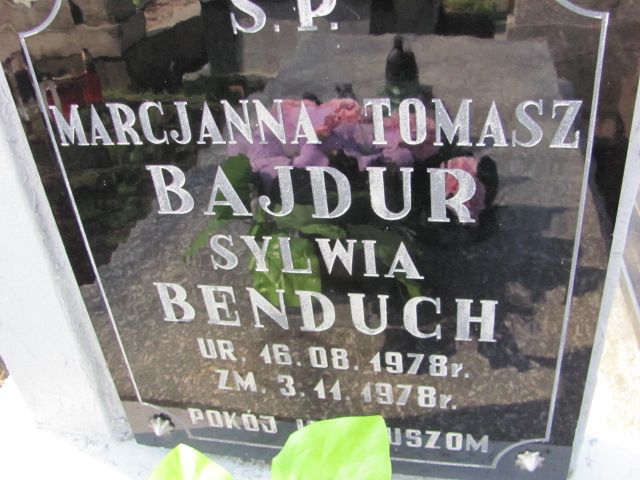 Ś.P.
MARCJANNA TOMASZ
BAJDUR
SYLWIA
BENDUCH
UR. 16.08.1978r.
ZM. 3.11.1978r.
POKÓJ USZOM